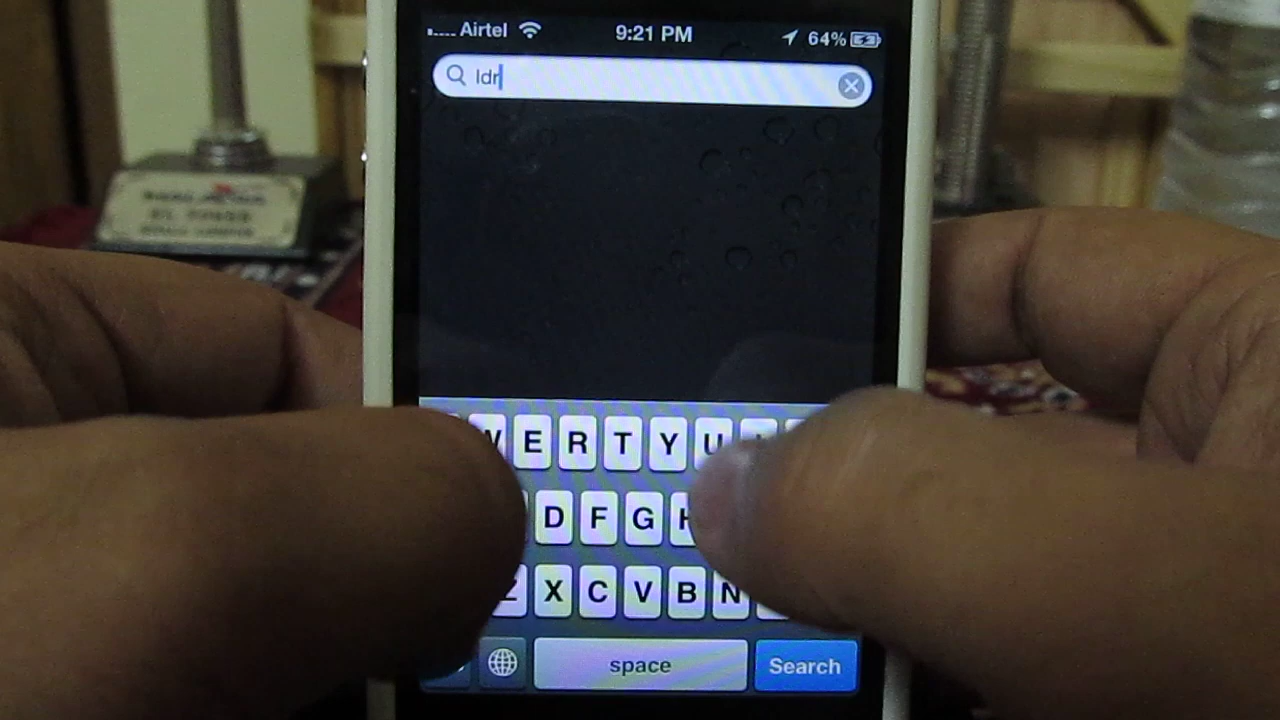 Airtel 9:21 PM 64%
ldr
W E R T Y U
D F G H
Z X C V B N
space Search